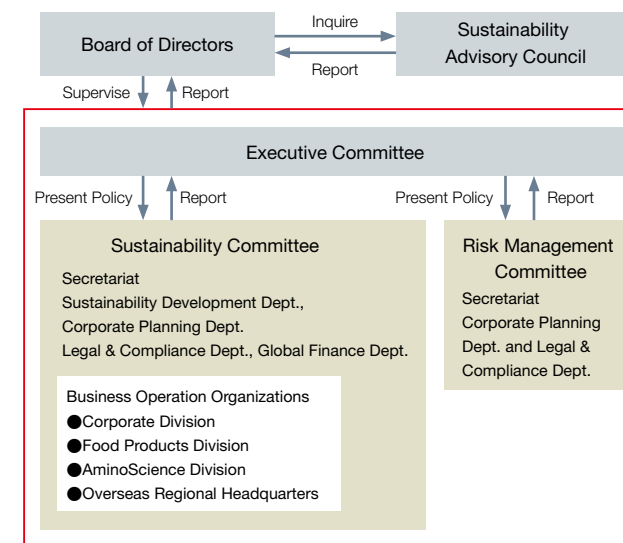 Board of Directors
Inquire
Report
Sustainability
Advisory Council
Supervise
Report
Executive Committee
Present Policy
Report
Present Policy
Report
Sustainability Committee
Secretariat
Sustainability Development Dept.,
Corporate Planning Dept.
Legal & Compliance Dept., Global Finance Dept.
Business Operation Organizations
●Corporate Division
●Food Products Division
●AminoScience Division
●Overseas Regional Headquarters
Risk Management
Committee
Secretariat
Corporate Planning
Dept. and Legal &
Compliance Dept.